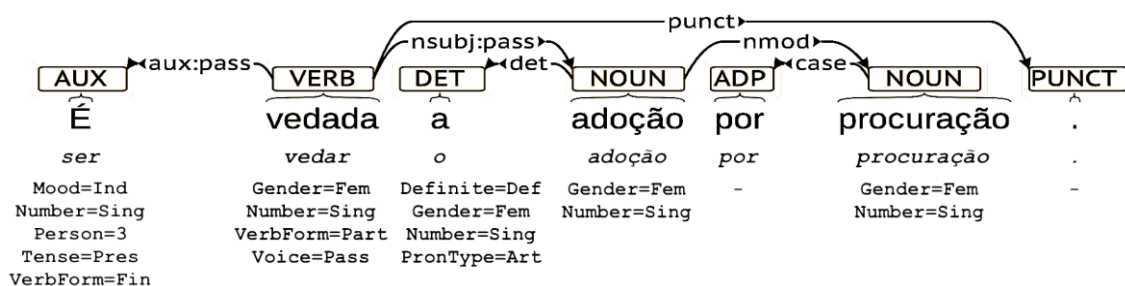 punct
nsubj:pass nmod
aux:pass det case
AUX VERB DET NOUN ADP NOUN PUNCT
É vedada a adoção por procuração .
ser vedar o adoção por procuração .
Mood=Ind Gender=Fem Definite=Def Gender=Fem - Gender=Fem -
Number=Sing Number=Sing Gender=Fem Number=Sing Number=Sing
Person=3 VerbForm=Part Number=Sing
Tense=Pres Voice=Pass PronType=Art
VerbForm=Fin